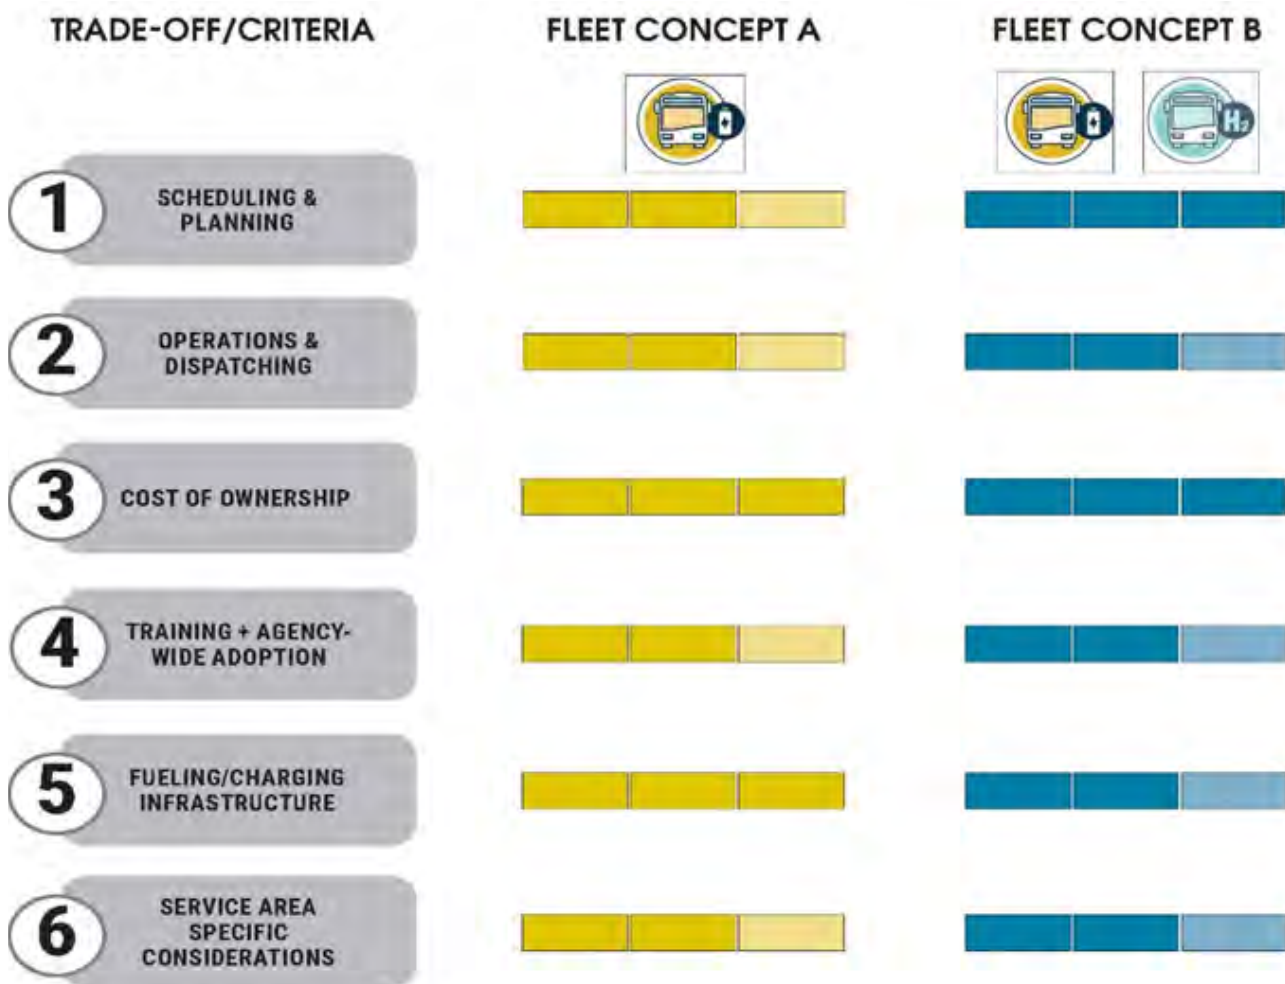 TRADE-OFF/CRITERIA FLEET CONCEPT A FLEET CONCEPT B
H₂
1 SCHEDULING &
PLANNING
2 OPERATIONS &
DISPATCHING
3 COST OF OWNERSHIP
4 TRAINING + AGENCY-
WIDE ADOPTION
5 FUELING/CHARGING
INFRASTRUCTURE
6 SERVICE AREA
SPECIFIC
CONSIDERATIONS